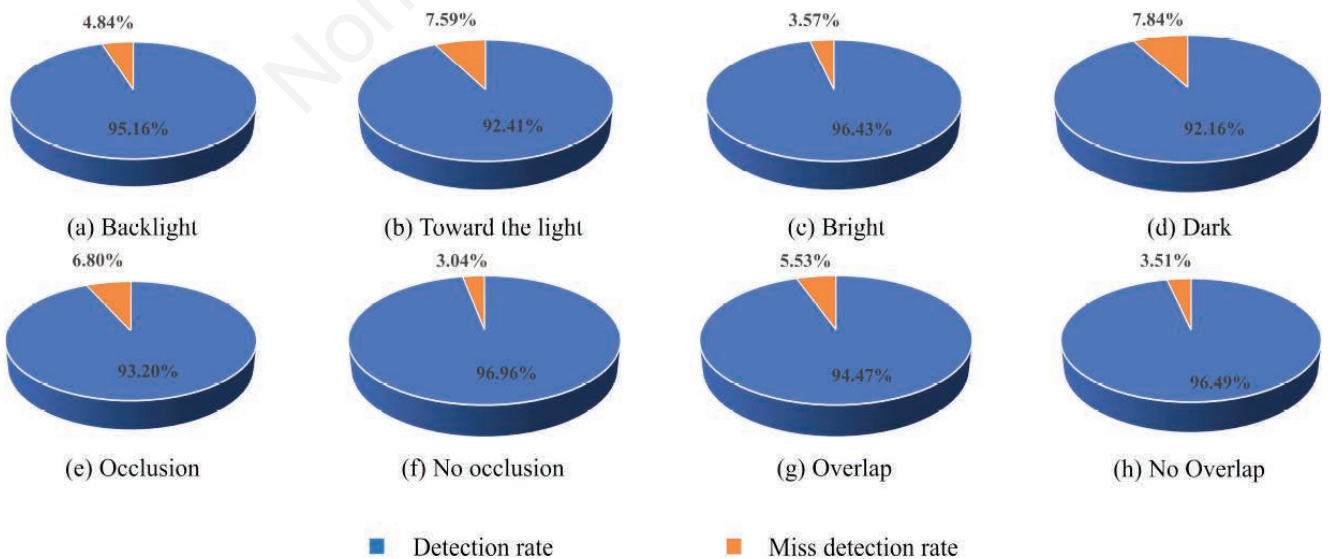 4.84% 7.59% 3.57% 7.84%
95.16% 92.41% 96.43% 92.16%
(a) Backlight (b) Toward the light (c) Bright (d) Dark
6.80% 3.04% 5.53% 3.51%
93.20% 96.96% 94.47% 96.49%
(e) Occlusion (f) No occlusion (g) Overlap (h) No Overlap
Detection rate Miss detection rate